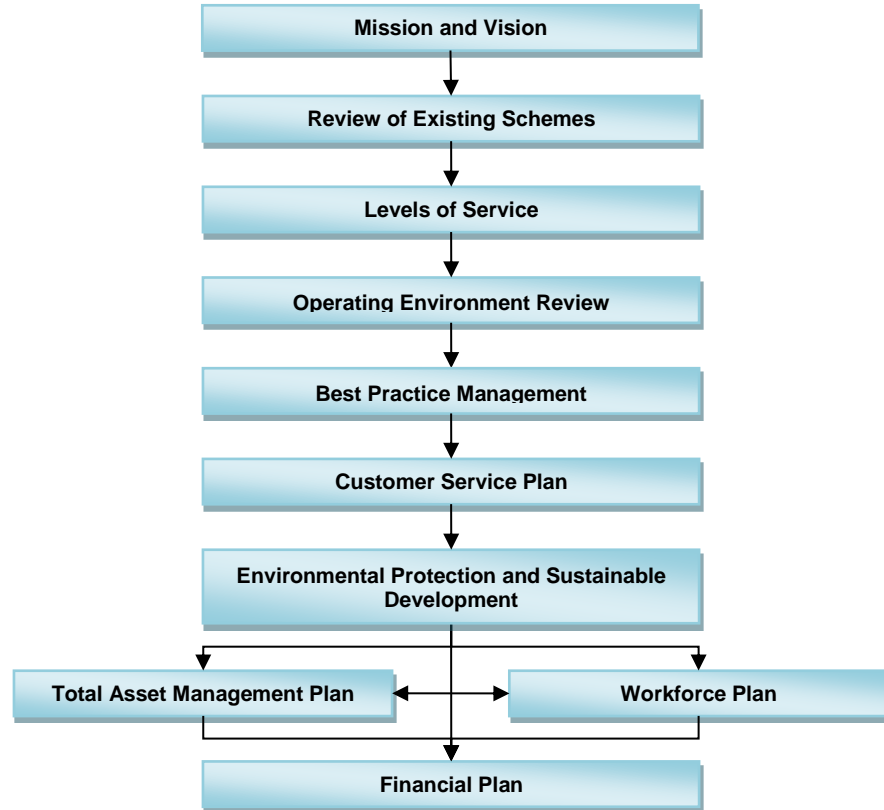 Mission and Vision
Review of Existing Schemes
Levels of Service
Operating Environment Review
Best Practice Management
Customer Service Plan
Environmental Protection and Sustainable
Development
Total Asset Management Plan
Workforce Plan
Financial Plan